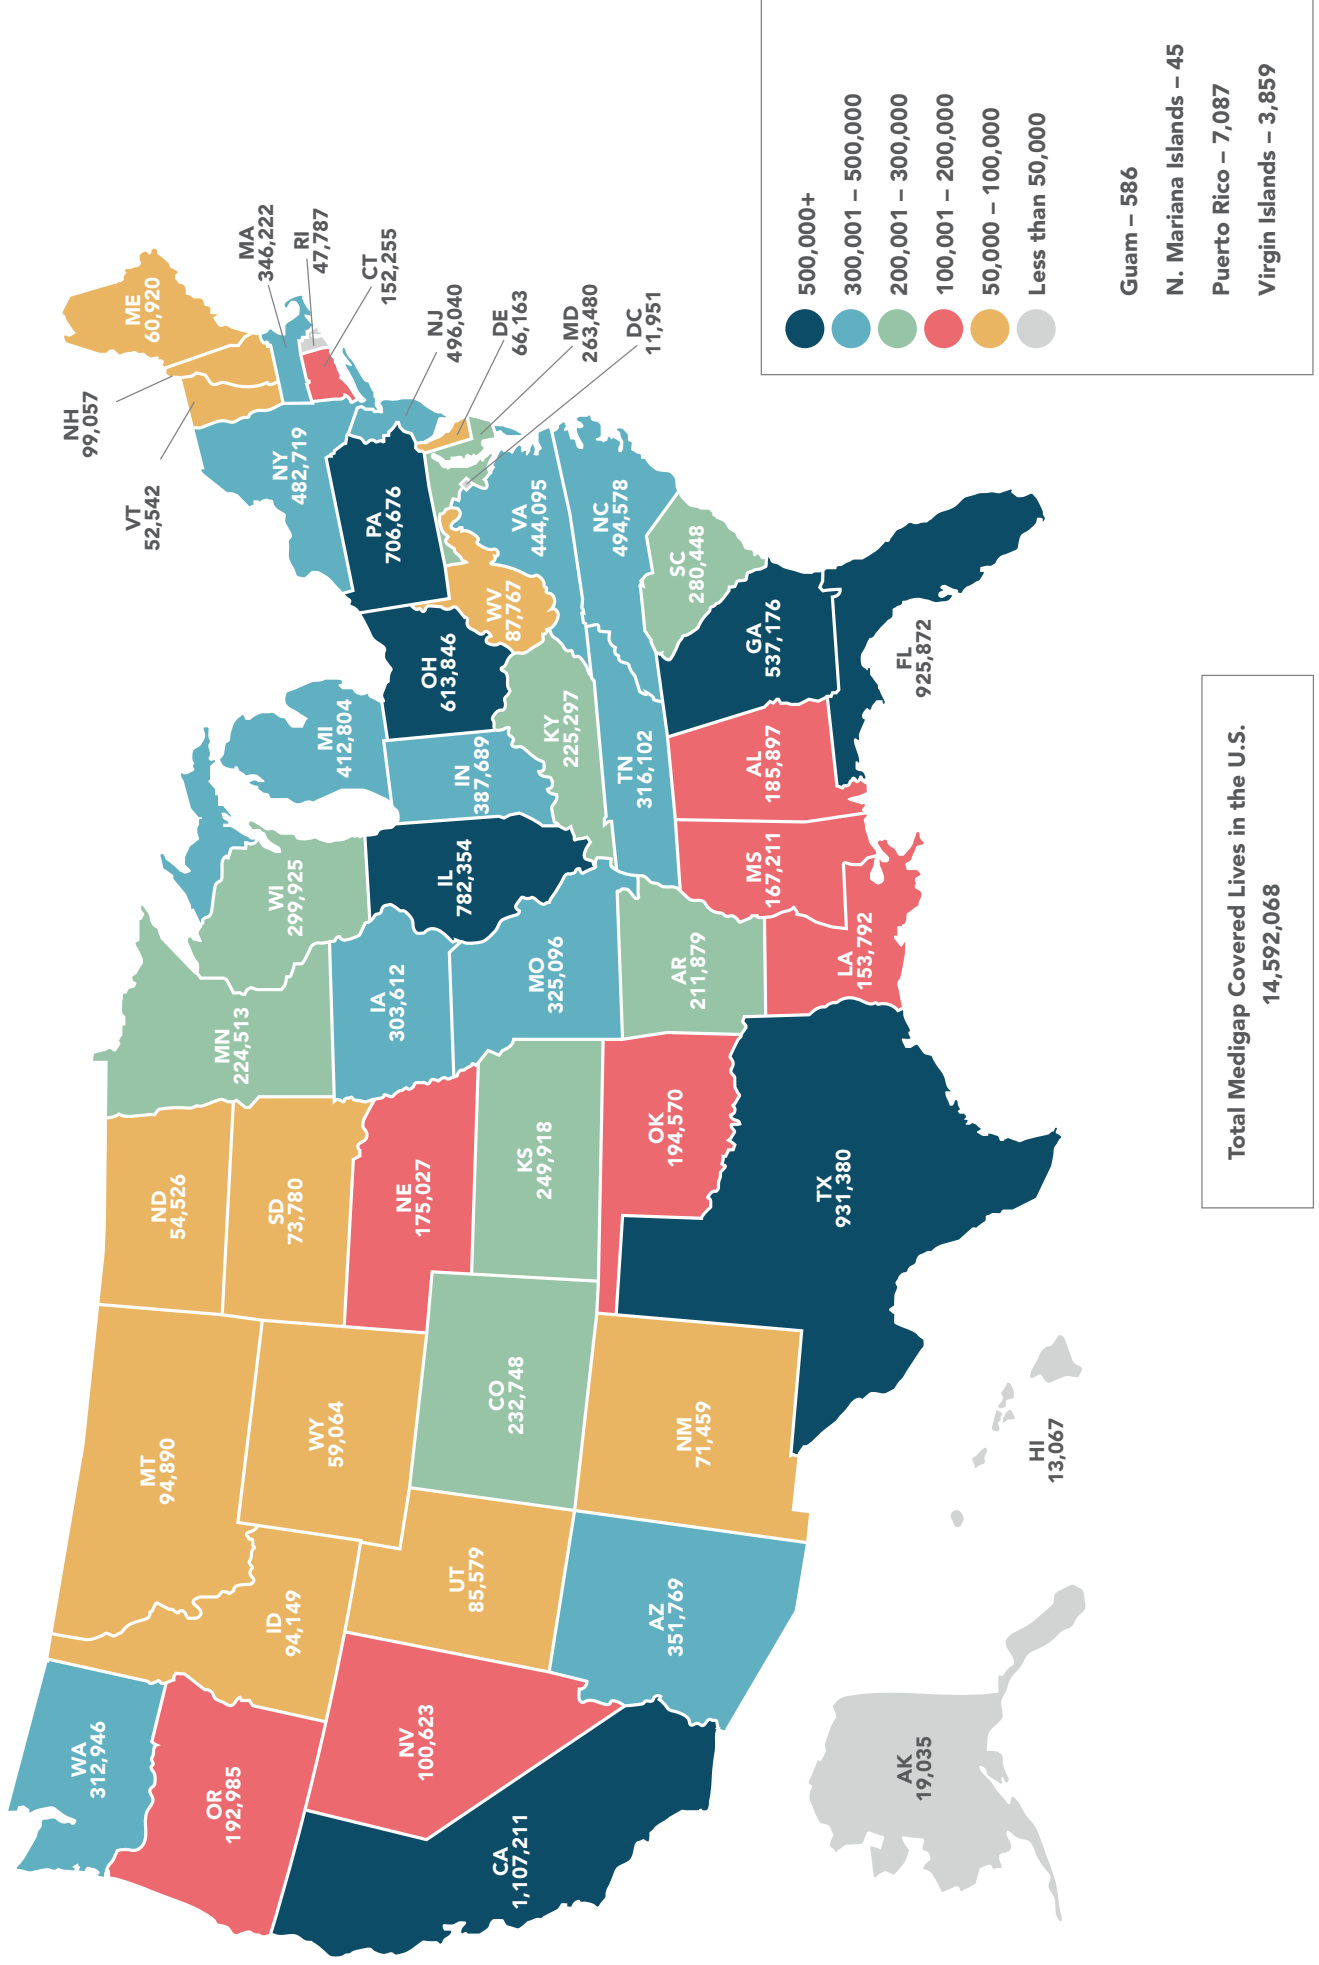 WA
312,946
OR
192,985
CA
1,107,211
NV
100,623
ID
94,149
MT
94,890
WY
59,064
UT
85,579
AZ
351,769
CO
232,748
NM
71,459
ND
54,526
SD
73,780
NE
175,027
KS
249,918
OK
194,570
TX
931,380
MN
224,513
IA
303,612
MO
325,096
AR
211,879
LA
153,792
WI
299,925
IL
782,354
MS
167,211
MI
412,804
IN
387,689
KY
225,297
TN
316,102
AL
185,897
OH
613,846
WV
87,767
GA
537,176
FL
925,872
PA
706,676
VA
444,095
NC
494,578
SC
280,448
NY
482,719
VT
52,542
NH
99,057
ME
60,920
MA
346,222
RI
47,787
CT
152,255
NJ
496,040
DE
66,163
MD
263,480
DC
11,951
AK
19,035
HI
13,067
Total Medigap Covered Lives in the U.S.
14,592,068
500,000+
300,001 – 500,000
200,001 – 300,000
100,001 – 200,000
50,000 – 100,000
Less than 50,000
Guam – 586
N. Mariana Islands – 45
Puerto Rico – 7,087
Virgin Islands – 3,859